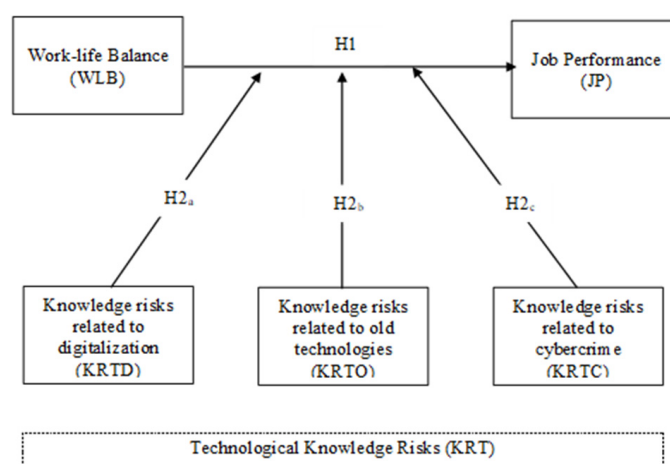 H1
Work-life Balance
(WLB)
Job Performance
(JP)
H2a
H2b
H2c
Knowledge risks
related to
digitalization
(KRTD)
Knowledge risks
related to old
technologies
(KRTO)
Knowledge risks
related to
cybercrime
(KRTC)
Technological Knowledge Risks (KRT)